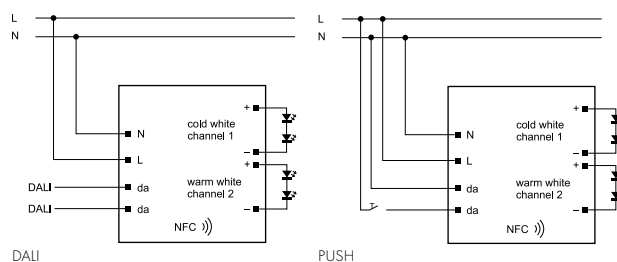 L
N
+
cold white
channel 1
N
–
L
+
DALI
da
warm white
channel 2
DALI
da
–
NFC
DALI
L
N
+
cold white
channel 1
N
–
L
+
da
warm white
channel 2
da
–
NFC
PUSH